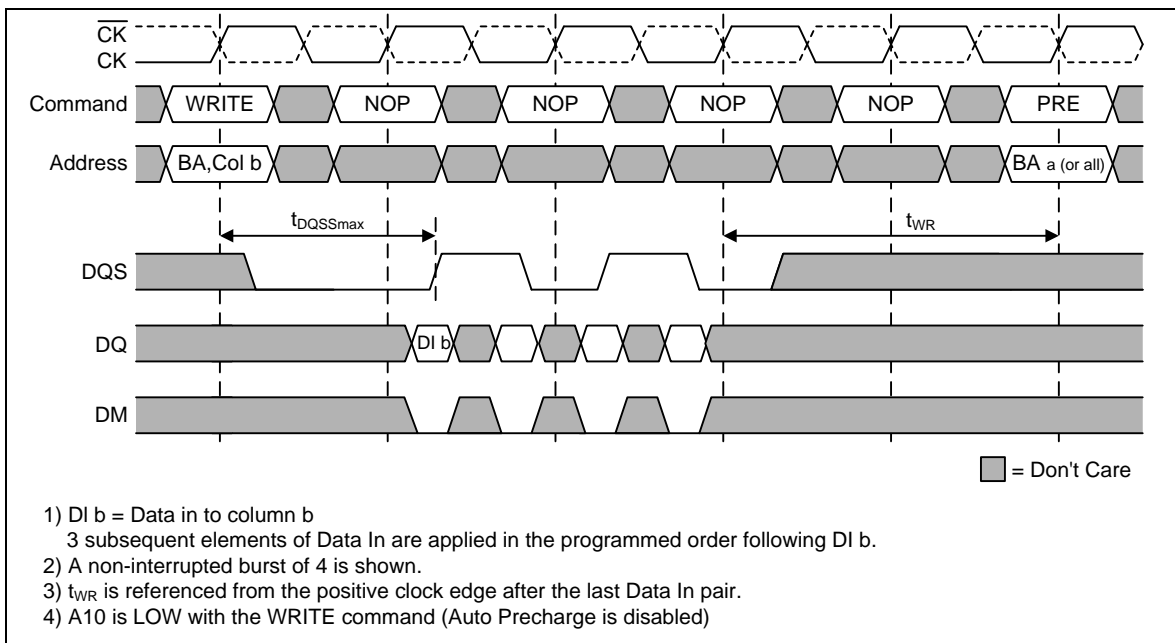 CK
CK
Command WRITE NOP NOP NOP NOP PRE
Address BA,Col b BA a (or all)
tDQSSmax tWR
DQS
DQ DI b
DM
= Don't Care
1) DI b = Data in to column b
3 subsequent elements of Data In are applied in the programmed order following DI b.
2) A non-interrupted burst of 4 is shown.
3) tWR is referenced from the positive clock edge after the last Data In pair.
4) A10 is LOW with the WRITE command (Auto Precharge is disabled)